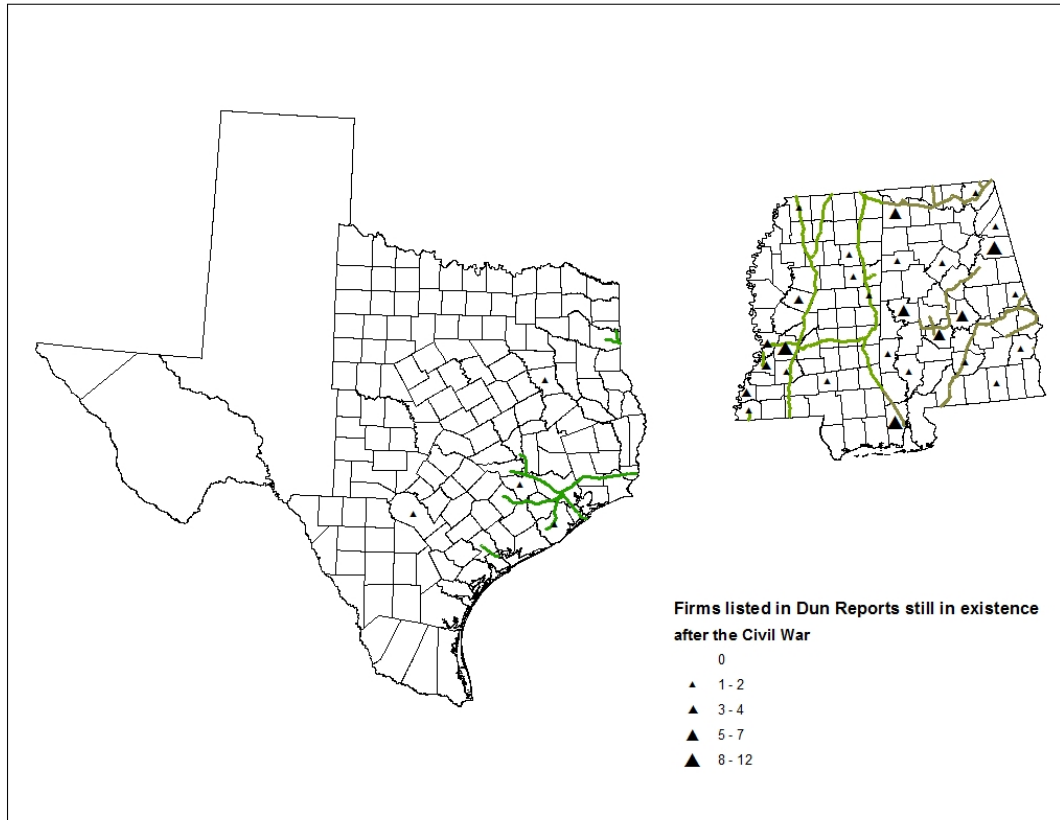 Firms listed in Dun Reports still in existence
after the Civil War
0
1 - 2
3 - 4
5 - 7
8 - 12